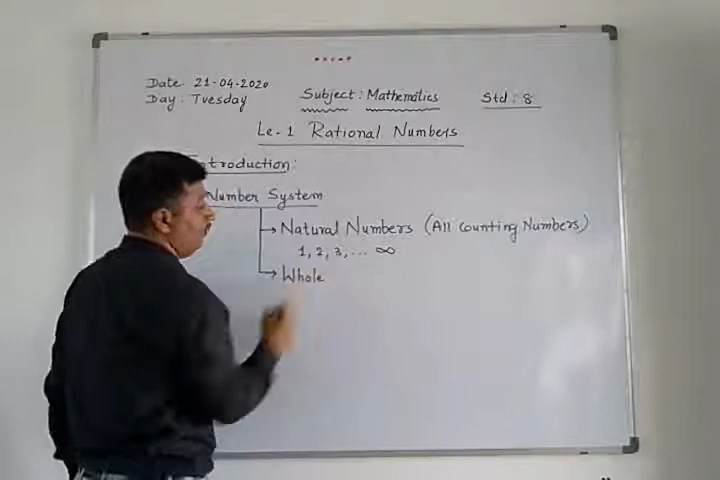 Date: 21-04-2020
Day: Tuesday
Subject: Mathematics
Std: 8
Le-1 Rational Numbers
ntroduction:
Number System
Natural Numbers (All Counting Numbers)
1, 2, 3, ... ∞
Whole